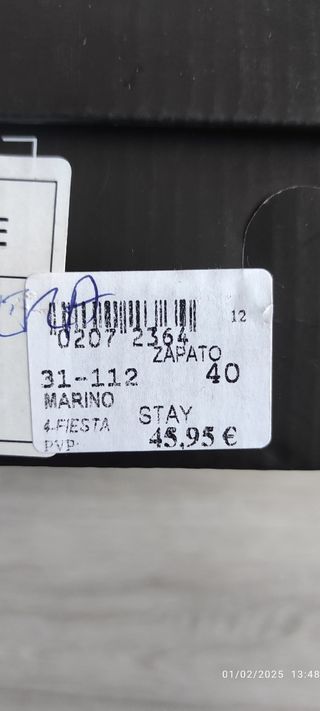 E
12
0207 2364
ZAPATO
31-112 40
MARINO
STAY
4-FIESTA
PVP: 45,95 €
01/02/2025 13:48